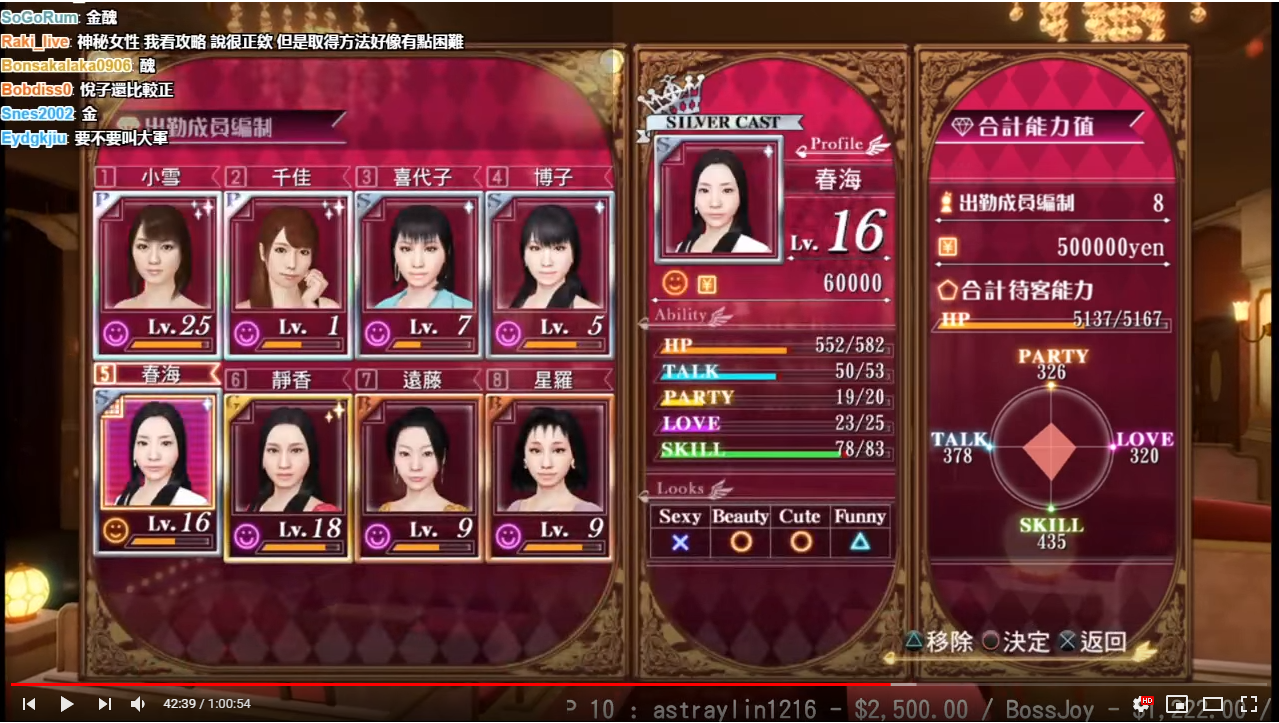 SoGoRum: 金醜
Raki_live: 神秘女性 我看攻略 說很正欸 但是取得方法好像有點困難
Bonsakalaka0906: 醜
Bobdiss0: 悅子還比較正
Snes2002: 金
Eydgkjiu: 要不要叫大軍
出勤成員編制
1 小雪 2 千佳 3 喜代子 4 博子
P P S S
Lv. 25 Lv. 1 Lv. 7 Lv. 5
5 春海 6 靜香 7 遠藤 8 星羅
S G B B
Lv. 16 Lv. 18 Lv. 9 Lv. 9
SILVER CAST
S
Profile
春海
Lv. 16
¥ 60000
Ability
HP 552/582
TALK 50/53
PARTY 19/20
LOVE 23/25
SKILL 78/83
Looks
Sexy Beauty Cute Funny
合計能力值
出勤成員編制 8
¥ 500000yen
合計待客能力
HP 5137/5167
PARTY
326
TALK
378
LOVE
320
SKILL
435
移除 決定 返回
42:39 / 1:00:54
HD
P 10 : astraylin1216 - $2,500.00 / BossJoy - $1,222.00 /